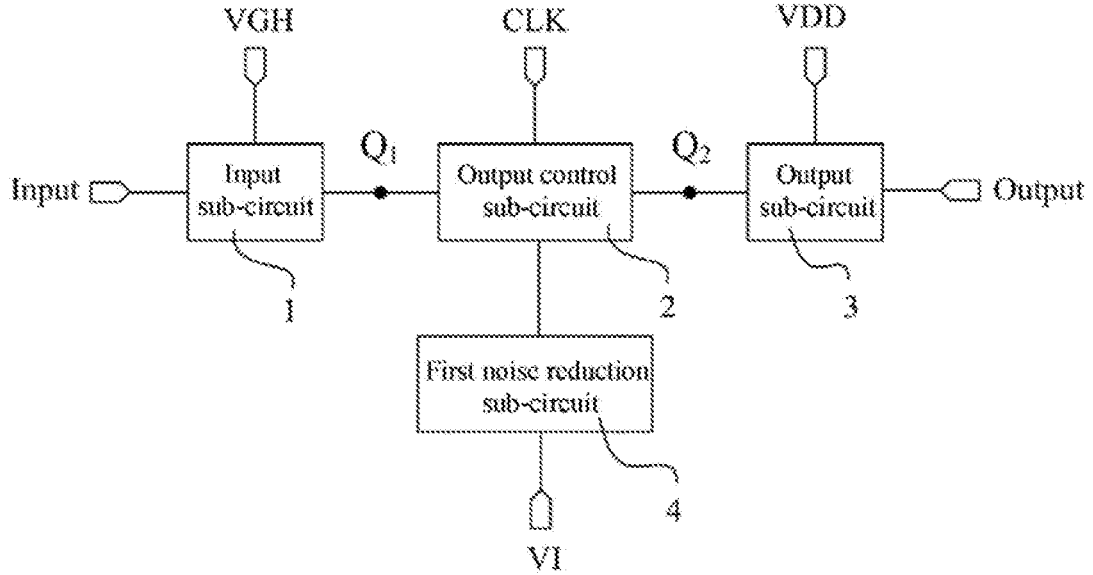 VGH
CLK
VDD
Q₁
Q₂
Input
Input
sub-circuit
Output control
sub-circuit
Output
sub-circuit
Output
1
2
3
First noise reduction
sub-circuit
4
VI